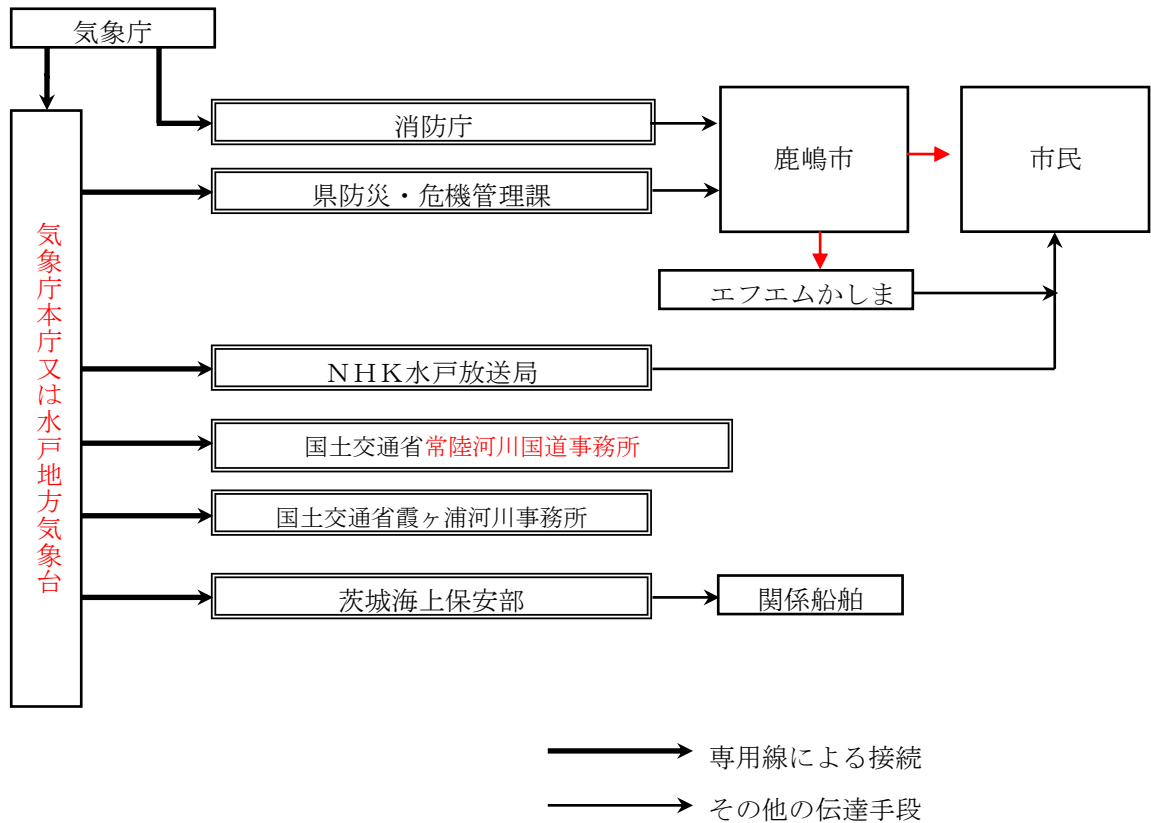 気象庁
消防庁
鹿嶋市
市民
県防災・危機管理課
気象庁本庁又は水戸地方気象台
エフエムかしま
ＮＨＫ水戸放送局
国土交通省常陸河川国道事務所
国土交通省霞ヶ浦河川事務所
茨城海上保安部
関係船舶
専用線による接続
その他の伝達手段